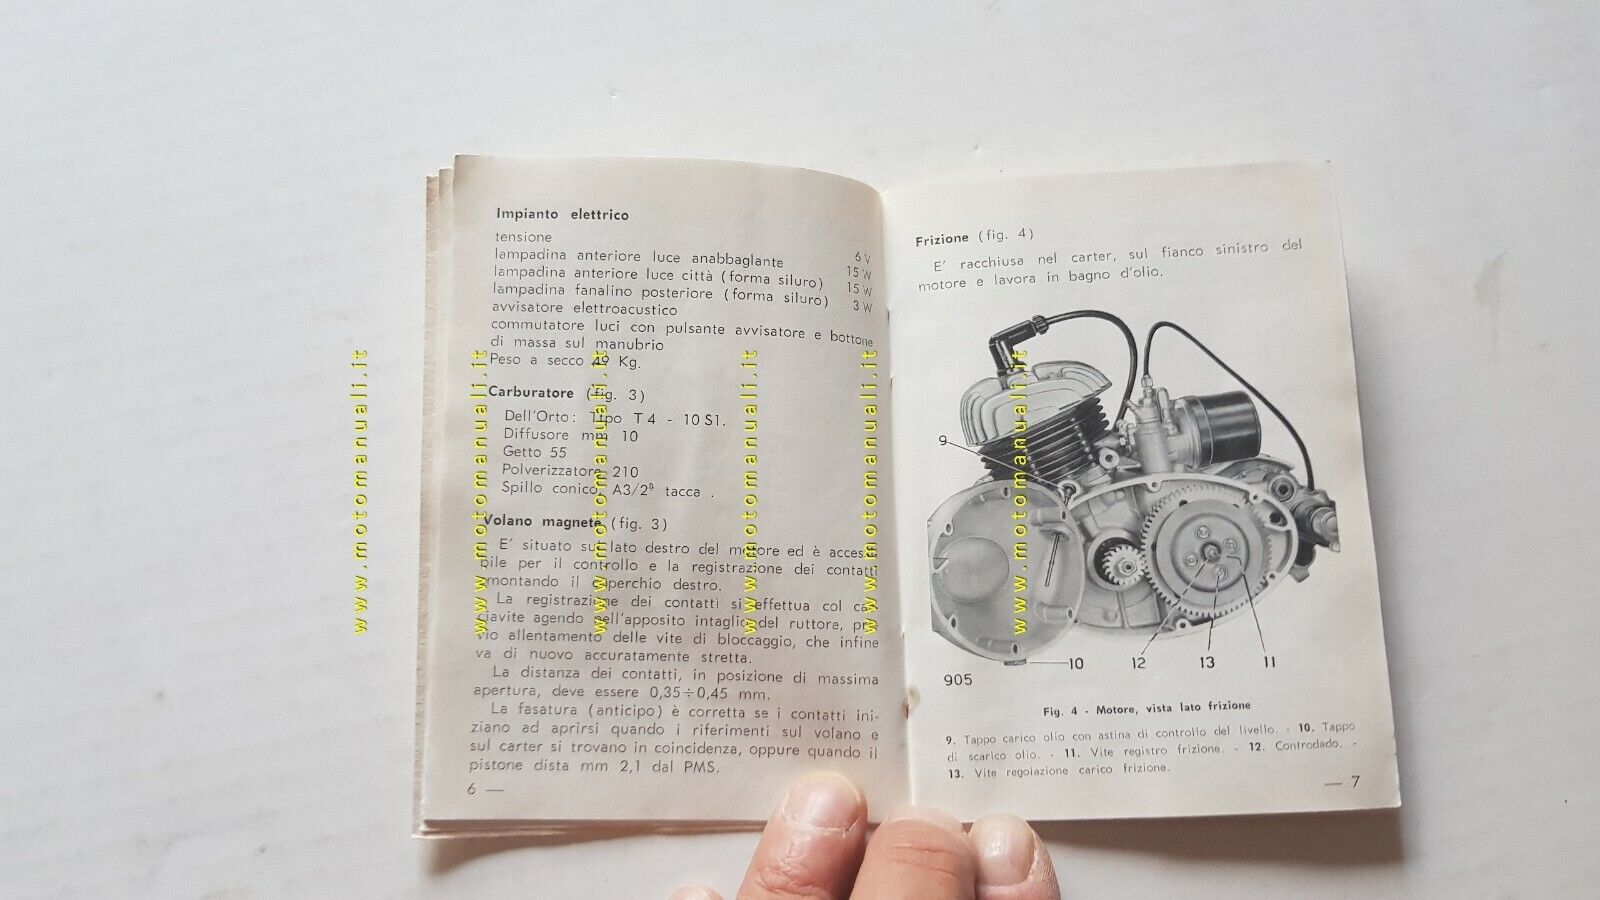 Impianto elettrico
tensione 6 V
lampadina anteriore luce anabbagliante 15 W
lampadina anteriore luce città (forma siluro) 15 W
lampadina fanalino posteriore (forma siluro) 3 W
avvisatore elettroacustico
commutatore luci con pulsante avvisatore e bottone
di massa sul manubrio
Peso a secco 49 Kg.
Carburatore (fig. 3)
Dell'Orto: Tipo T 4 - 10 S1.
Diffusore mm 10
Getto 55
Polverizzatore 210
Spillo conico, A3/2ª tacca .
Volano magnete (fig. 3)
E' situato sul lato destro del motore ed è accessi-
bile per il controllo e la registrazione dei contatti
smontando il coperchio destro.
La registrazione dei contatti si effettua col cac-
ciavite agendo nell'apposito intaglio del ruttore, pre-
vio allentamento delle vite di bloccaggio, che infine
va di nuovo accuratamente stretta.
La distanza dei contatti, in posizione di massima
apertura, deve essere 0,35÷0,45 mm.
La fasatura (anticipo) è corretta se i contatti ini-
ziano ad aprirsi quando i riferimenti sul volano e
sul carter si trovano in coincidenza, oppure quando il
pistone dista mm 2,1 dal PMS.
6 —
Frizione (fig. 4)
E' racchiusa nel carter, sul fianco sinistro del
motore e lavora in bagno d'olio.
9
10 12 13 11
905
Fig. 4 - Motore, vista lato frizione
9. Tappo carico olio con astina di controllo del livello. - 10. Tappo
di scarico olio. - 11. Vite registro frizione. - 12. Controdado. -
13. Vite regolazione carico frizione.
— 7
www.motomanuali.it
www.motomanuali.it
www.motomanuali.it
www.motomanuali.it
www.motomanuali.it
www.motomanuali.it